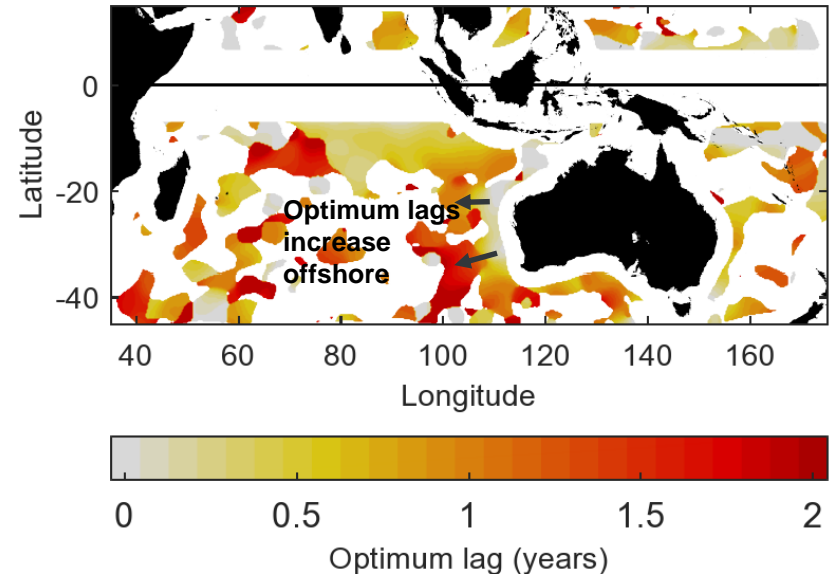 0
-20
-40
Latitude
Optimum lags
increase
offshore
40 60 80 100 120 140 160
Longitude
0 0.5 1 1.5 2
Optimum lag (years)